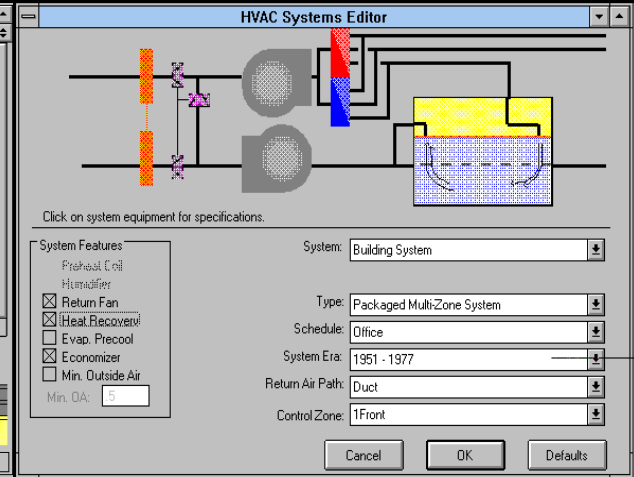 HVAC Systems Editor
Click on system equipment for specifications.
System Features
Preheat Coil
Humidifier
Return Fan
Heat Recovery
Evap. Precool
Economizer
Min. Outside Air
Min. OA: .5
System: Building System
Type: Packaged Multi-Zone System
Schedule: Office
System Era: 1951 - 1977
Return Air Path: Duct
Control Zone: 1Front
Cancel OK Defaults